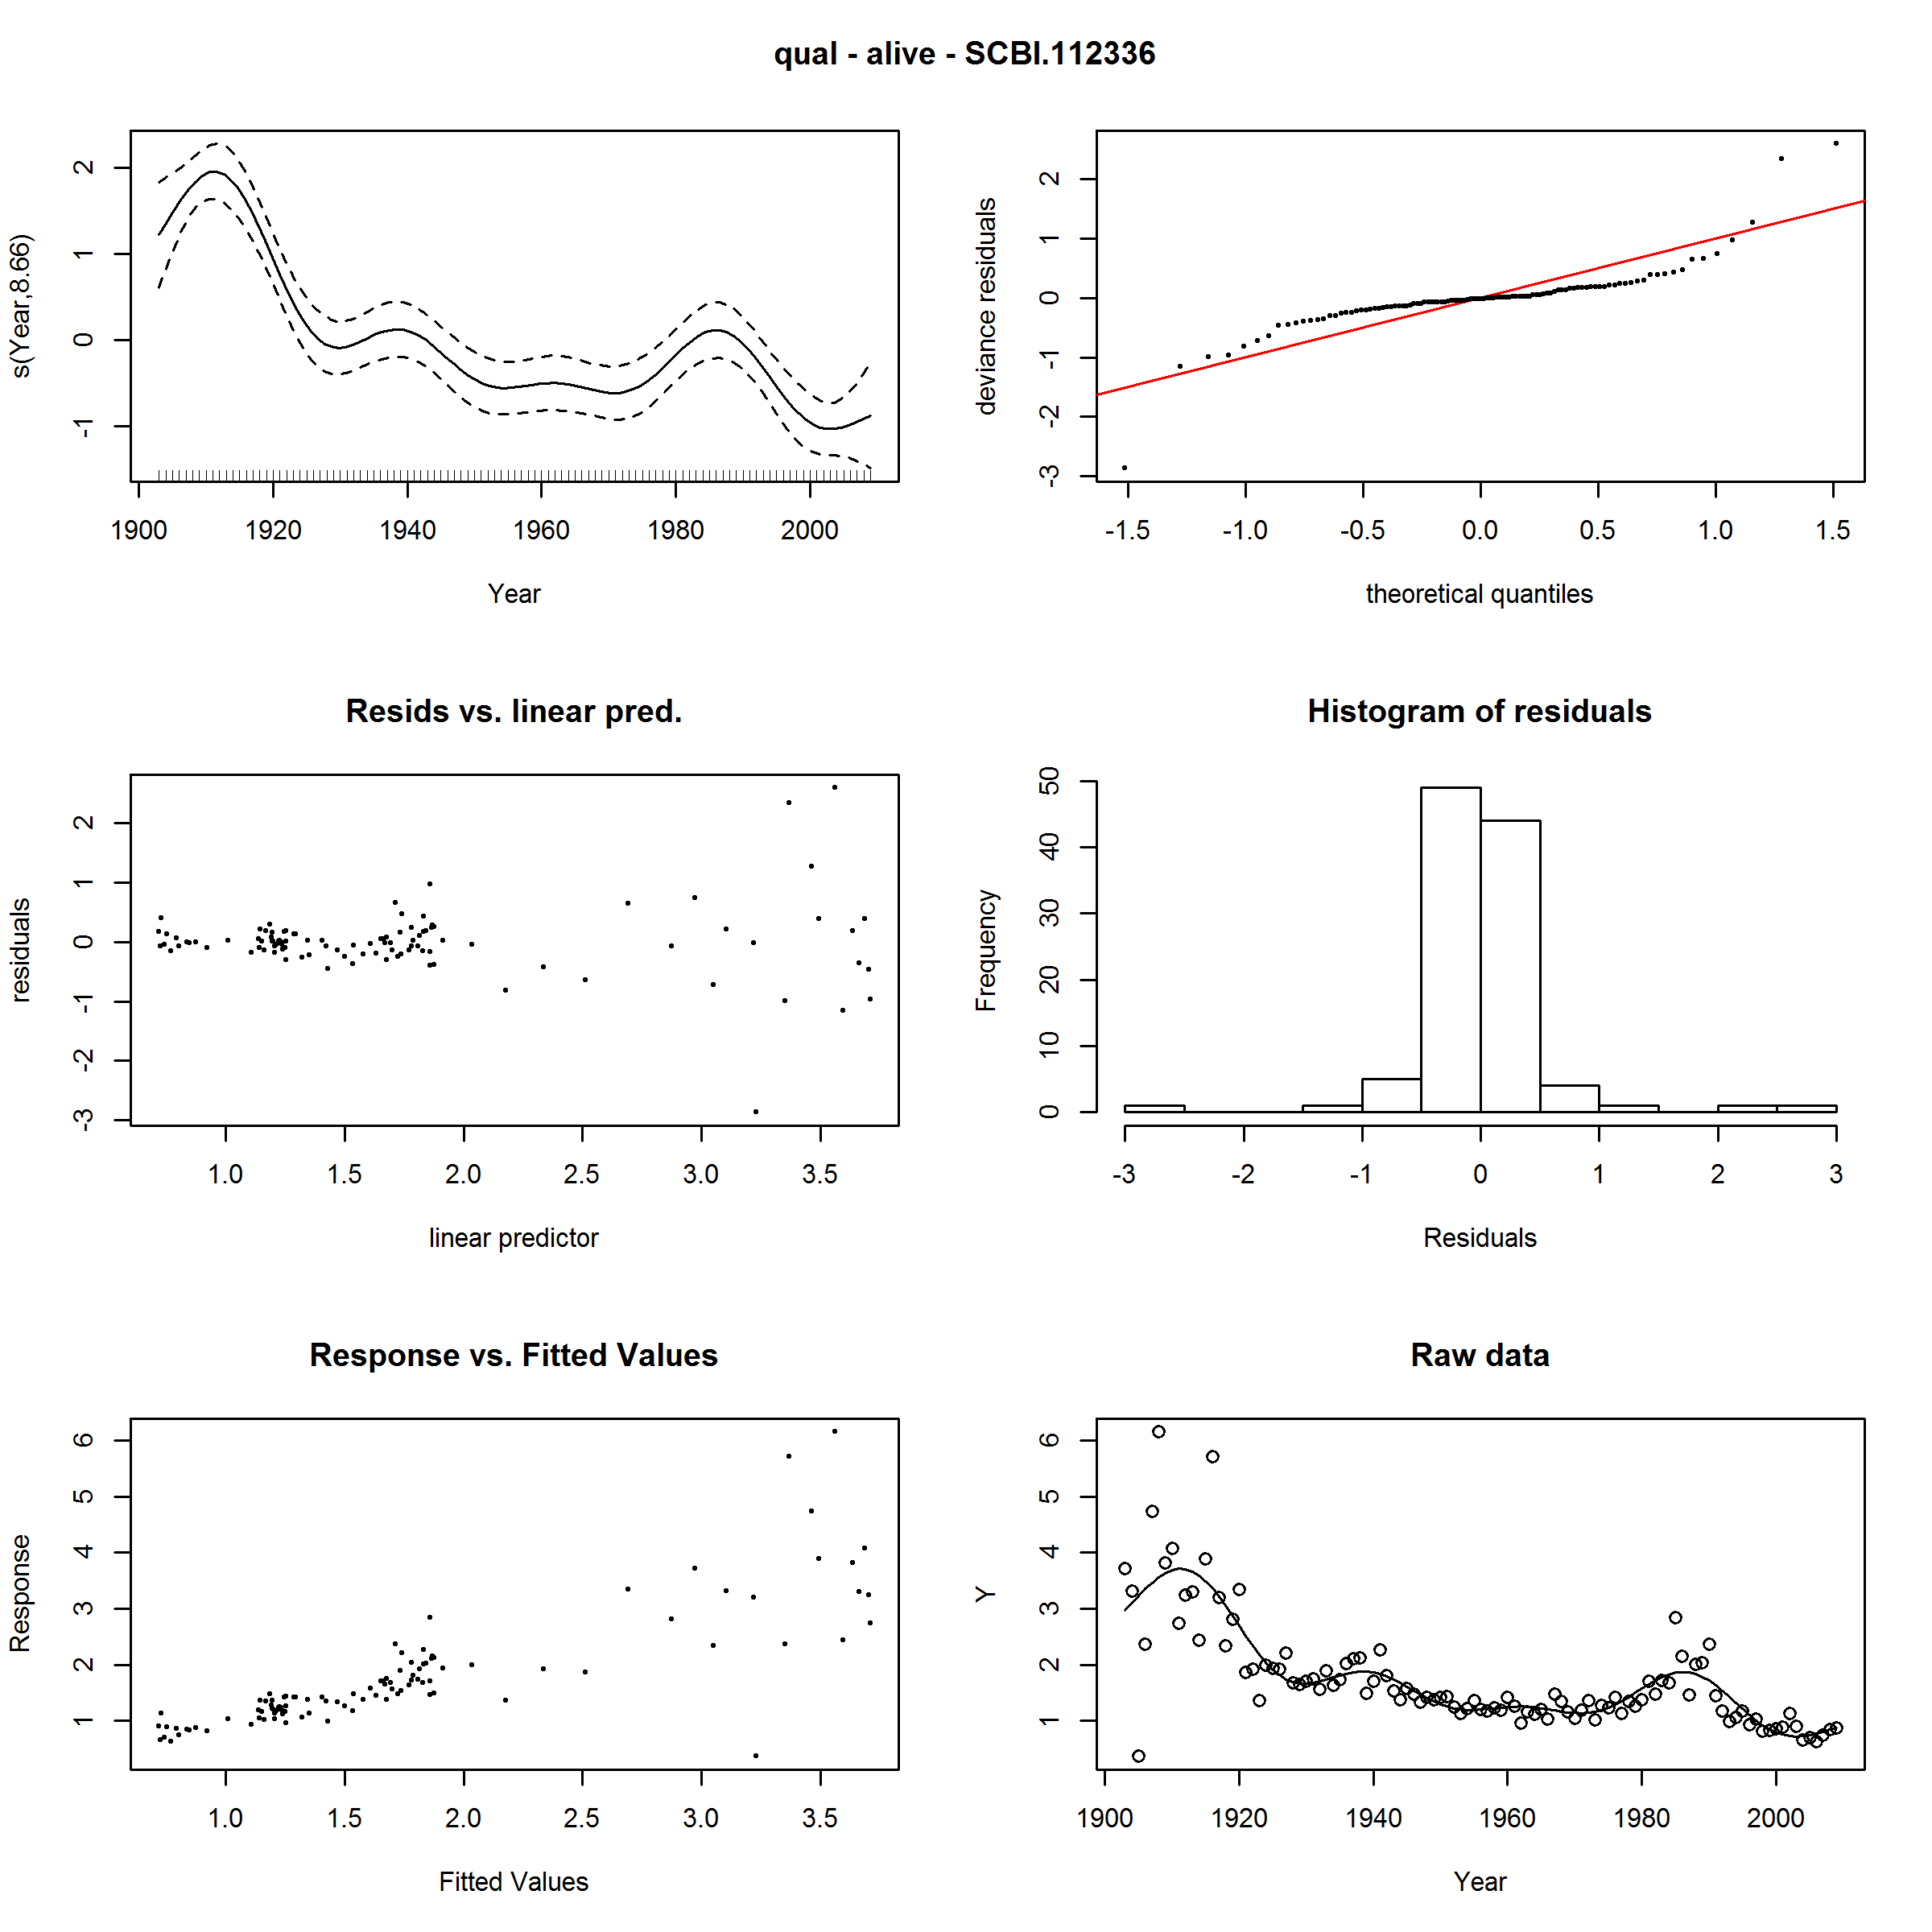 qual - alive - SCBI.112336
s(Year,8.66)
2
1
0
-1
1900 1920 1940 1960 1980 2000
Year
deviance residuals
2
1
0
-1
-2
-3
-1.5 -1.0 -0.5 0.0 0.5 1.0 1.5
theoretical quantiles
Resids vs. linear pred.
residuals
2
1
0
-1
-2
-3
1.0 1.5 2.0 2.5 3.0 3.5
linear predictor
Histogram of residuals
Frequency
50
40
30
20
10
0
-3 -2 -1 0 1 2 3
Residuals
Response vs. Fitted Values
Response
6
5
4
3
2
1
1.0 1.5 2.0 2.5 3.0 3.5
Fitted Values
Raw data
Y
6
5
4
3
2
1
1900 1920 1940 1960 1980 2000
Year